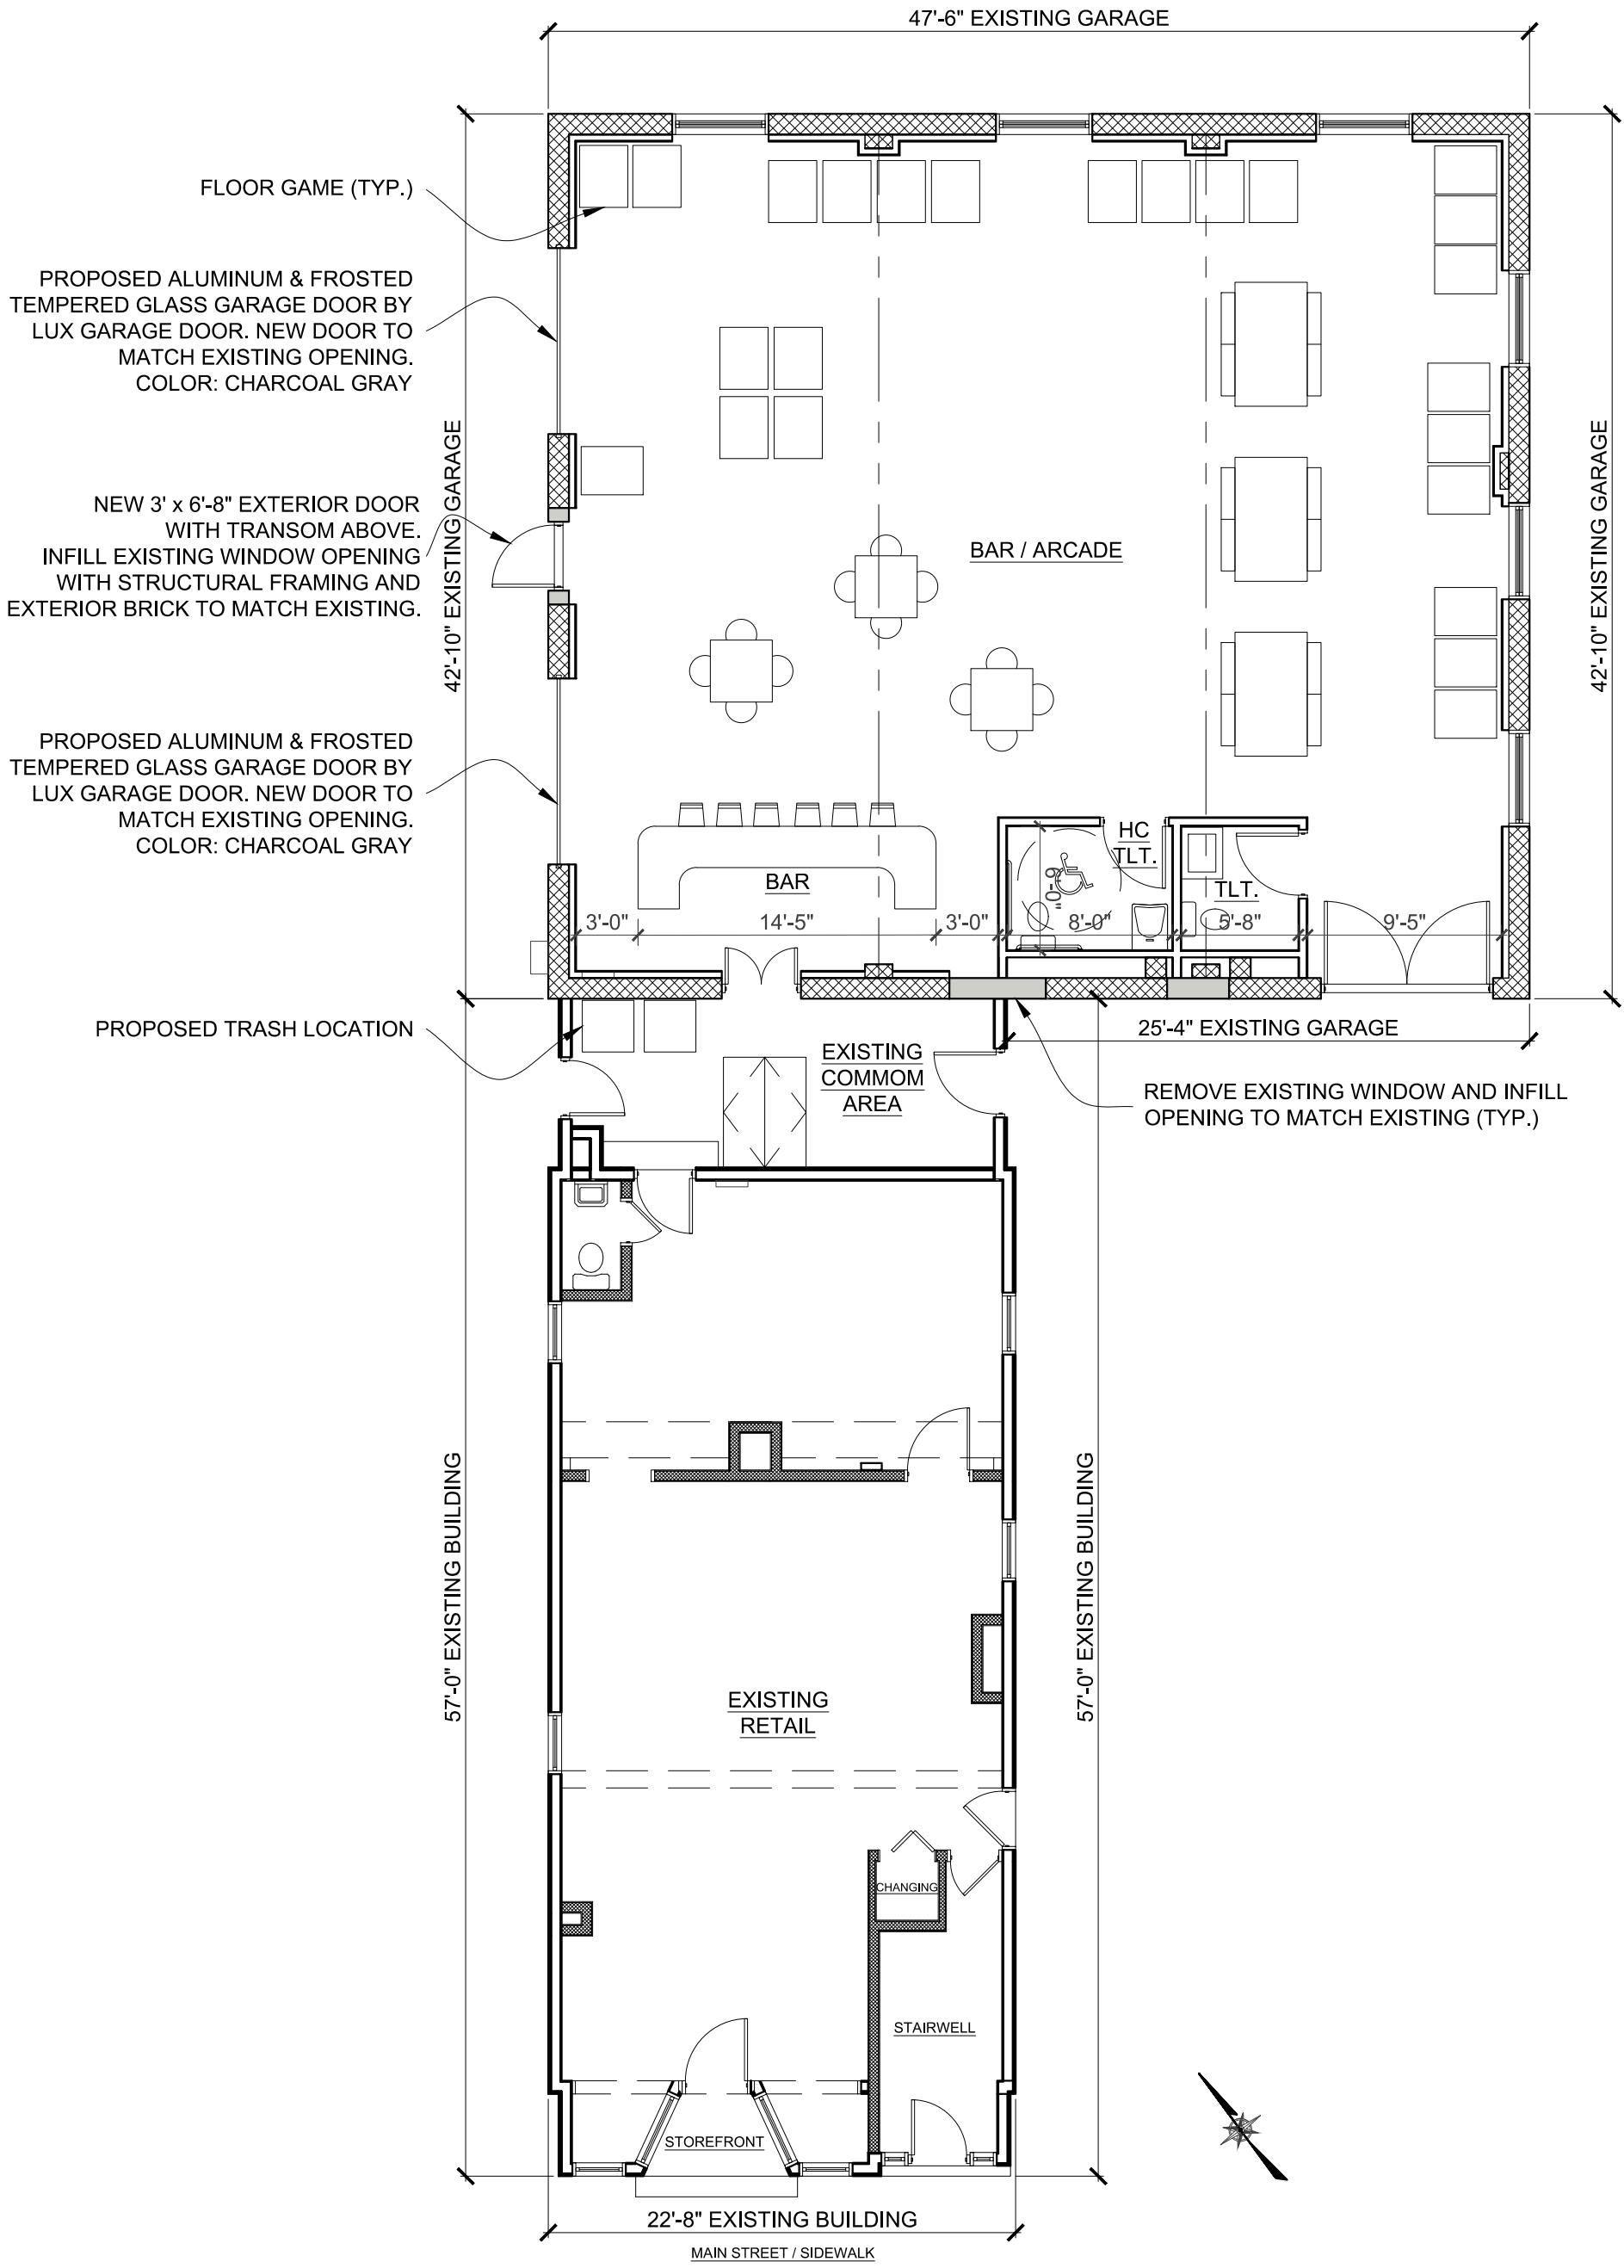 47'-6" EXISTING GARAGE
FLOOR GAME (TYP.)
PROPOSED ALUMINUM & FROSTED
TEMPERED GLASS GARAGE DOOR BY
LUX GARAGE DOOR. NEW DOOR TO
MATCH EXISTING OPENING.
COLOR: CHARCOAL GRAY
42'-10" EXISTING GARAGE
42'-10" EXISTING GARAGE
NEW 3' x 6'-8" EXTERIOR DOOR
WITH TRANSOM ABOVE.
INFILL EXISTING WINDOW OPENING
WITH STRUCTURAL FRAMING AND
EXTERIOR BRICK TO MATCH EXISTING.
BAR / ARCADE
PROPOSED ALUMINUM & FROSTED
TEMPERED GLASS GARAGE DOOR BY
LUX GARAGE DOOR. NEW DOOR TO
MATCH EXISTING OPENING.
COLOR: CHARCOAL GRAY
HC
TLT.
BAR
TLT.
6'-0"
3'-0"
14'-5"
3'-0"
8'-0"
5'-8"
9'-5"
PROPOSED TRASH LOCATION
25'-4" EXISTING GARAGE
EXISTING
COMMOM
AREA
REMOVE EXISTING WINDOW AND INFILL
OPENING TO MATCH EXISTING (TYP.)
57'-0" EXISTING BUILDING
57'-0" EXISTING BUILDING
EXISTING
RETAIL
CHANGING
STAIRWELL
STOREFRONT
22'-8" EXISTING BUILDING
MAIN STREET / SIDEWALK